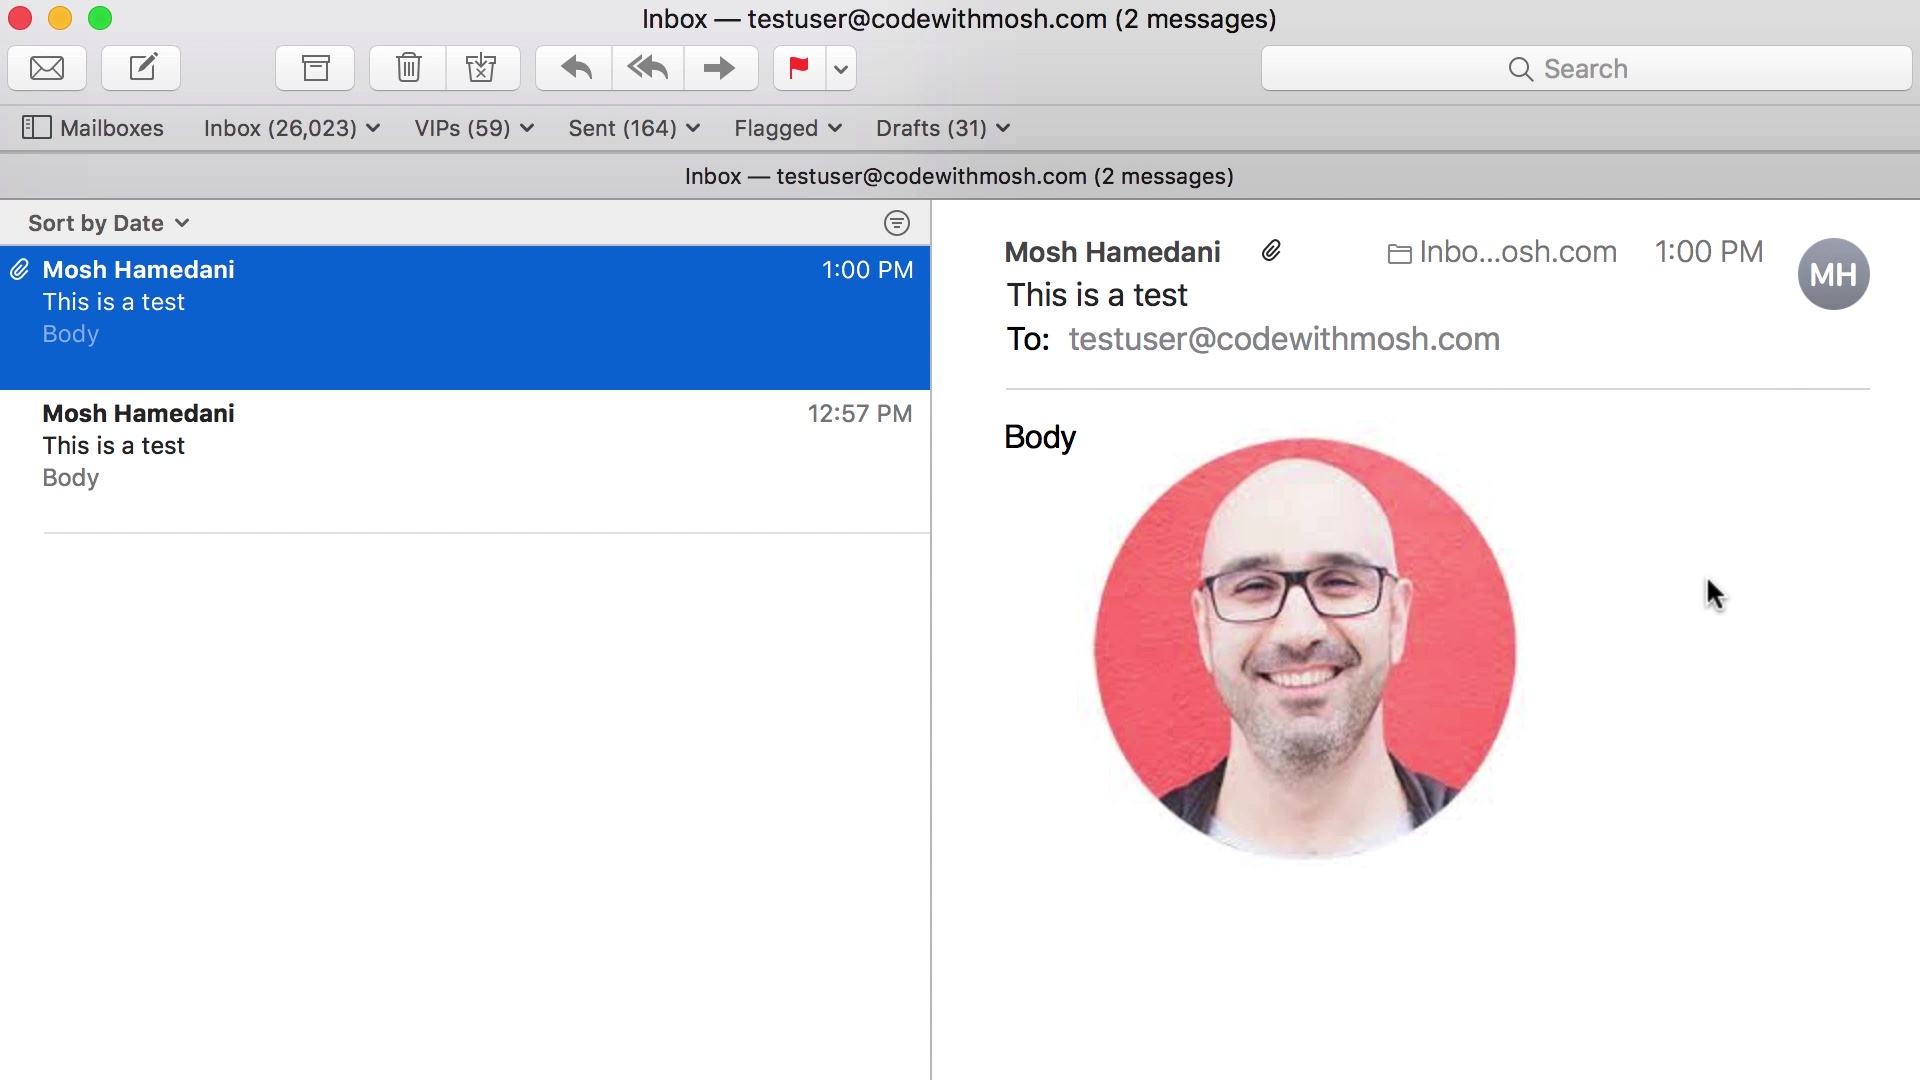 Inbox — testuser@codewithmosh.com (2 messages)
Search
Mailboxes Inbox (26,023) VIPs (59) Sent (164) Flagged Drafts (31)
Inbox — testuser@codewithmosh.com (2 messages)
Sort by Date
Mosh Hamedani 1:00 PM
This is a test
Body
Mosh Hamedani 12:57 PM
This is a test
Body
Mosh Hamedani Inbo...osh.com 1:00 PM
MH
This is a test
To: testuser@codewithmosh.com
Body